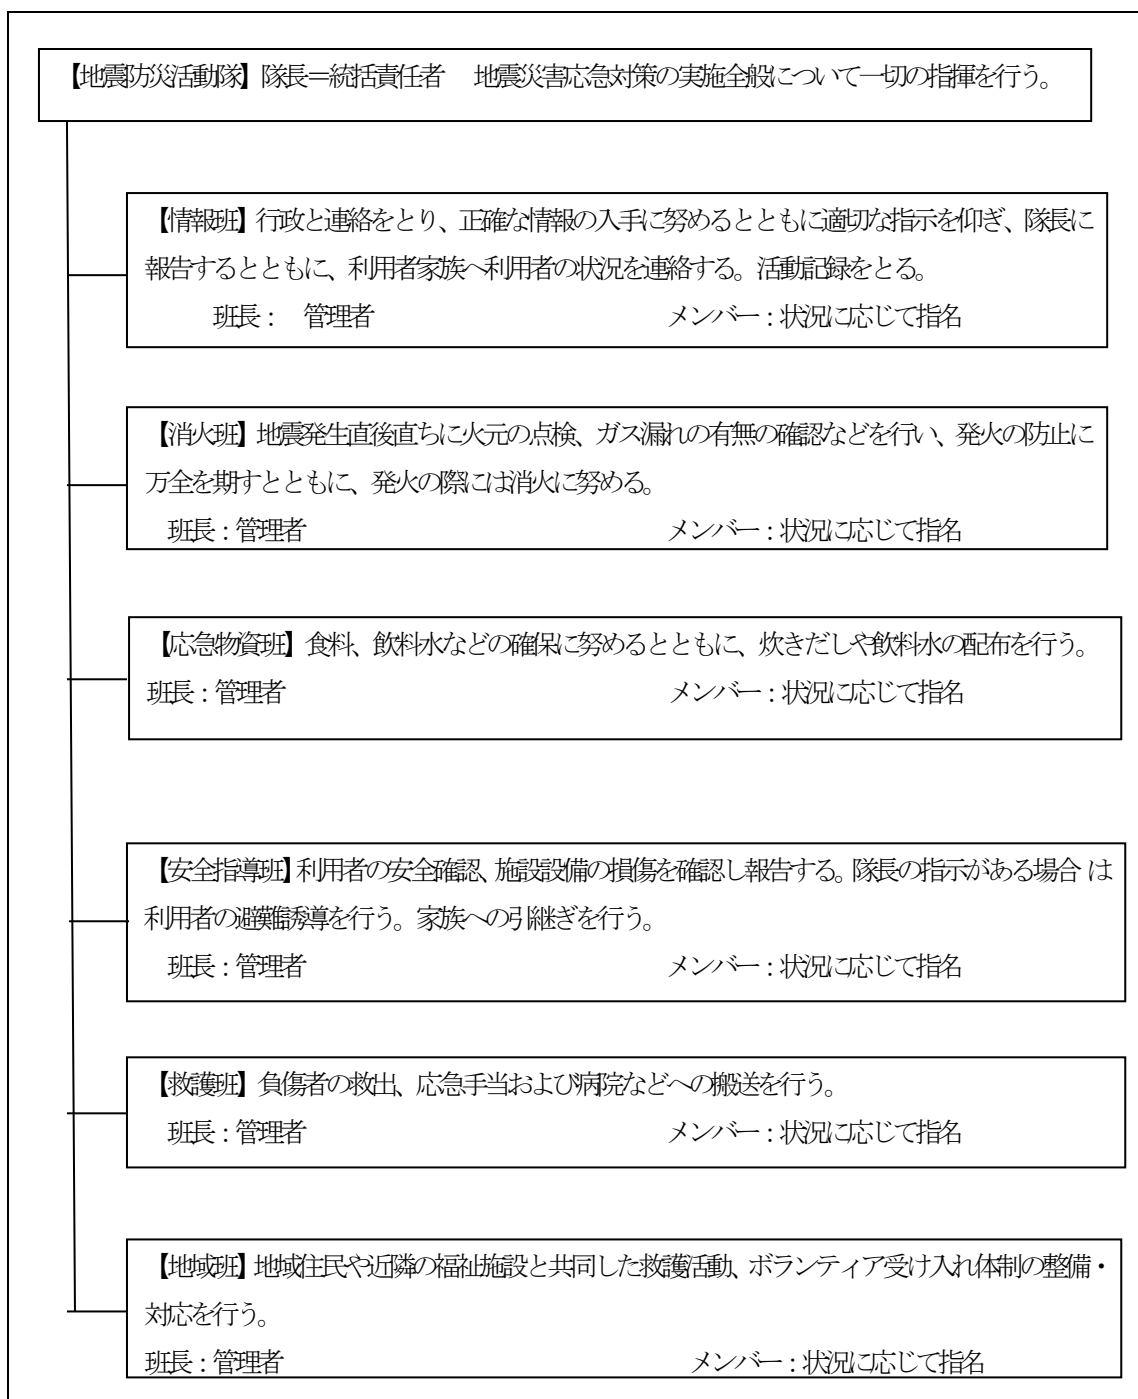 【地震防災活動隊】隊長＝統括責任者　地震災害応急対策の実施全般について一切の指揮を行う。
【情報班】行政と連絡をとり、正確な情報の入手に努めるとともに適切な指示を仰ぎ、隊長に
報告するとともに、利用者家族へ利用者の状況を連絡する。活動記録をとる。
班長：　管理者　　　　　　　　　　　　　メンバー：状況に応じて指名
【消火班】地震発生直後直ちに火元の点検、ガス漏れの有無の確認などを行い、発火の防止に
万全を期すとともに、発火の際には消火に努める。
班長：管理者　　　　　　　　　　　　　　　　メンバー：状況に応じて指名
【応急物資班】食料、飲料水などの確保に努めるとともに、炊きだしや飲料水の配布を行う。
班長：管理者　　　　　　　　　　　　　　　　　メンバー：状況に応じて指名
【安全指導班】利用者の安全確認、施設設備の損傷を確認し報告する。隊長の指示がある場合 は
利用者の避難誘導を行う。家族への引継ぎを行う。
班長：管理者　　　　　　　　　　　　　　　　メンバー：状況に応じて指名
【救護班】負傷者の救出、応急手当および病院などへの搬送を行う。
班長：管理者　　　　　　　　　　　　　　　　メンバー：状況に応じて指名
【地域班】地域住民や近隣の福祉施設と共同した救護活動、ボランティア受け入れ体制の整備・
対応を行う。
班長：管理者　　　　　　　　　　　　　　　　　　メンバー：状況に応じて指名